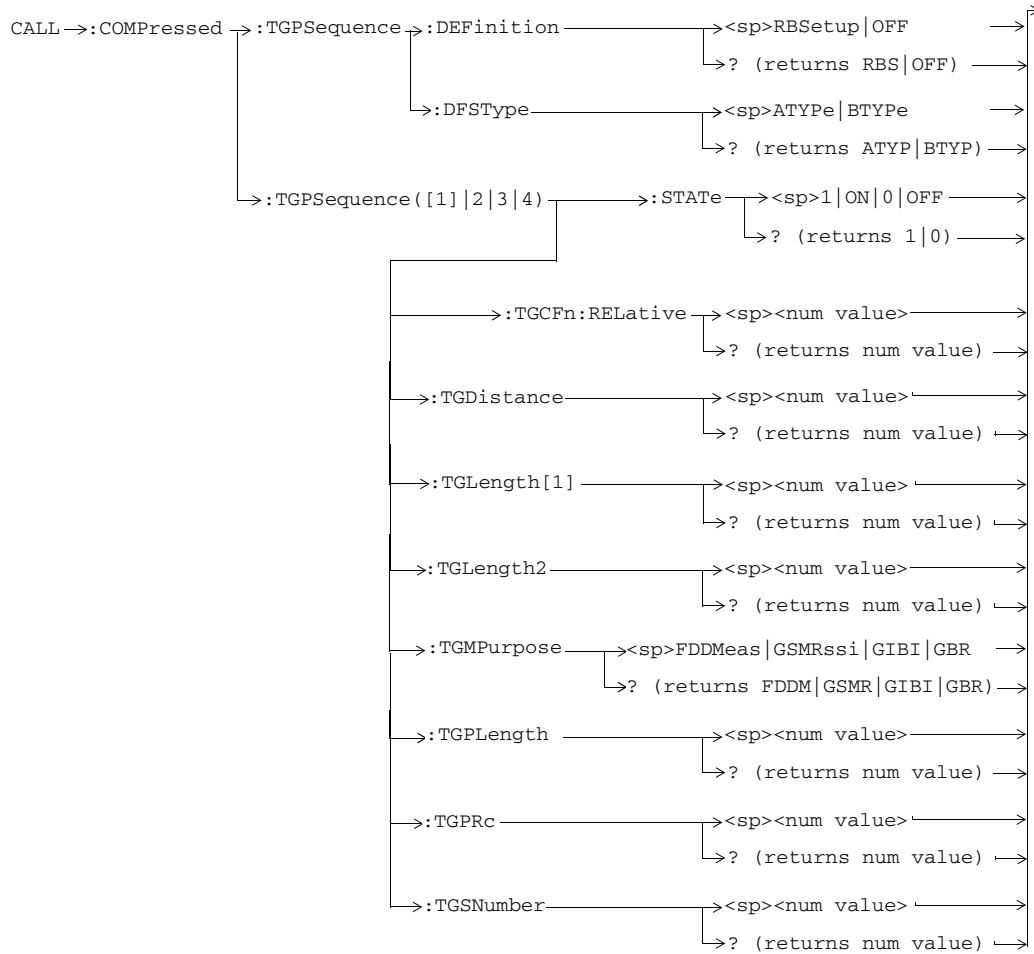 CALL :COMPressed :TGPSequence :DEFinition <sp>RBSetup|OFF
? (returns RBS|OFF)
:DFSType <sp>ATYPe|BTYPe
? (returns ATYP|BTYP)
:TGPSequence([1]|2|3|4) :STATe <sp>1|ON|0|OFF
? (returns 1|0)
:TGCFn:RELative <sp><num value>
? (returns num value)
:TGDistance <sp><num value>
? (returns num value)
:TGLength[1] <sp><num value>
? (returns num value)
:TGLength2 <sp><num value>
? (returns num value)
:TGMPurpose <sp>FDDMeas|GSMRssi|GIBI|GBR
? (returns FDDM|GSMR|GIBI|GBR)
:TGPLength <sp><num value>
? (returns num value)
:TGPRc <sp><num value>
? (returns num value)
:TGSNumber <sp><num value>
? (returns num value)